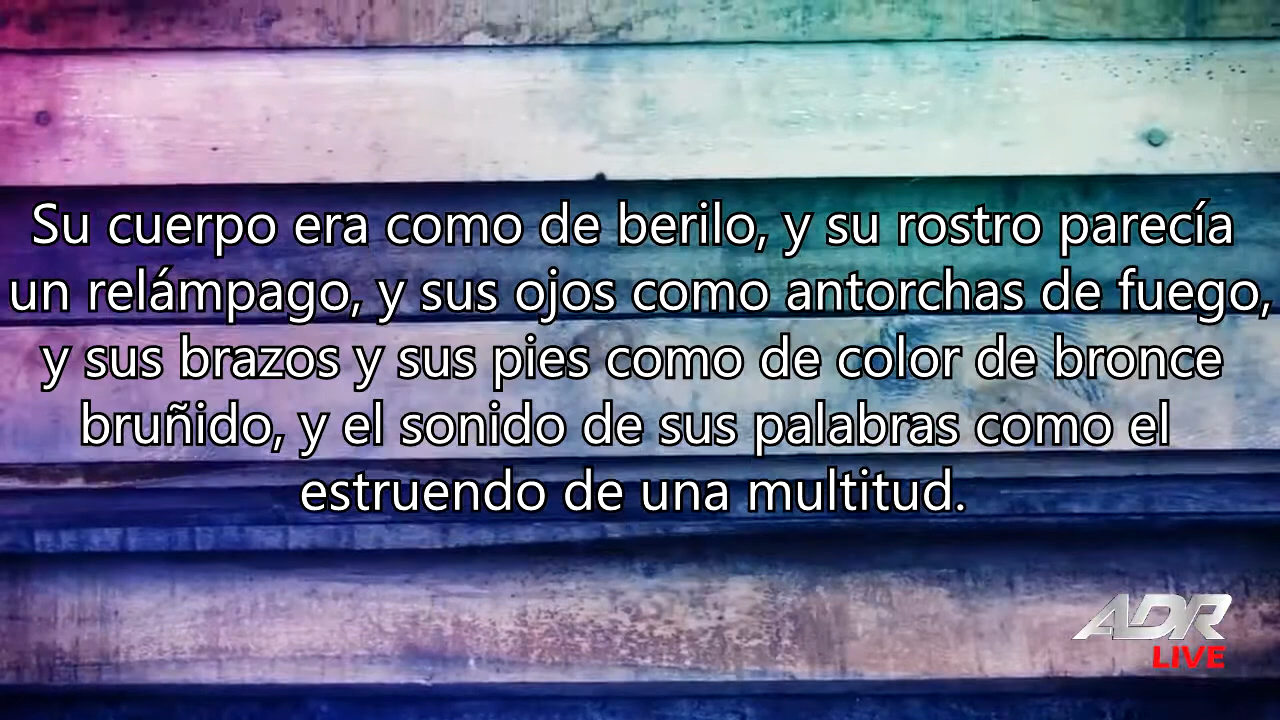 Su cuerpo era como de berilo, y su rostro parecía
un relámpago, y sus ojos como antorchas de fuego,
y sus brazos y sus pies como de color de bronce
bruñido, y el sonido de sus palabras como el
estruendo de una multitud.
ADR
LIVE